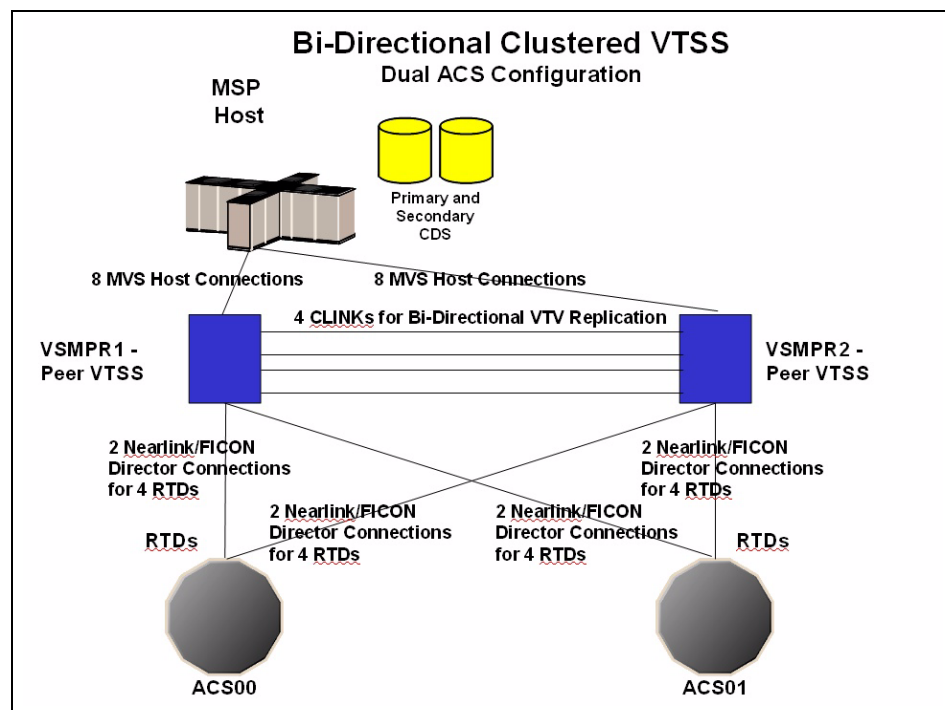 Bi-Directional Clustered VTSS
Dual ACS Configuration
MSP
Host
Primary and
Secondary
CDS
8 MVS Host Connections
8 MVS Host Connections
4 CLINKs for Bi-Directional VTV Replication
VSMPR1 -
Peer VTSS
VSMPR2 -
Peer VTSS
2 Nearlink/FICON
Director Connections
for 4 RTDs
2 Nearlink/FICON
Director Connections
for 4 RTDs
2 Nearlink/FICON
Director Connections
for 4 RTDs
2 Nearlink/FICON
Director Connections
for 4 RTDs
RTDs
RTDs
ACS00
ACS01